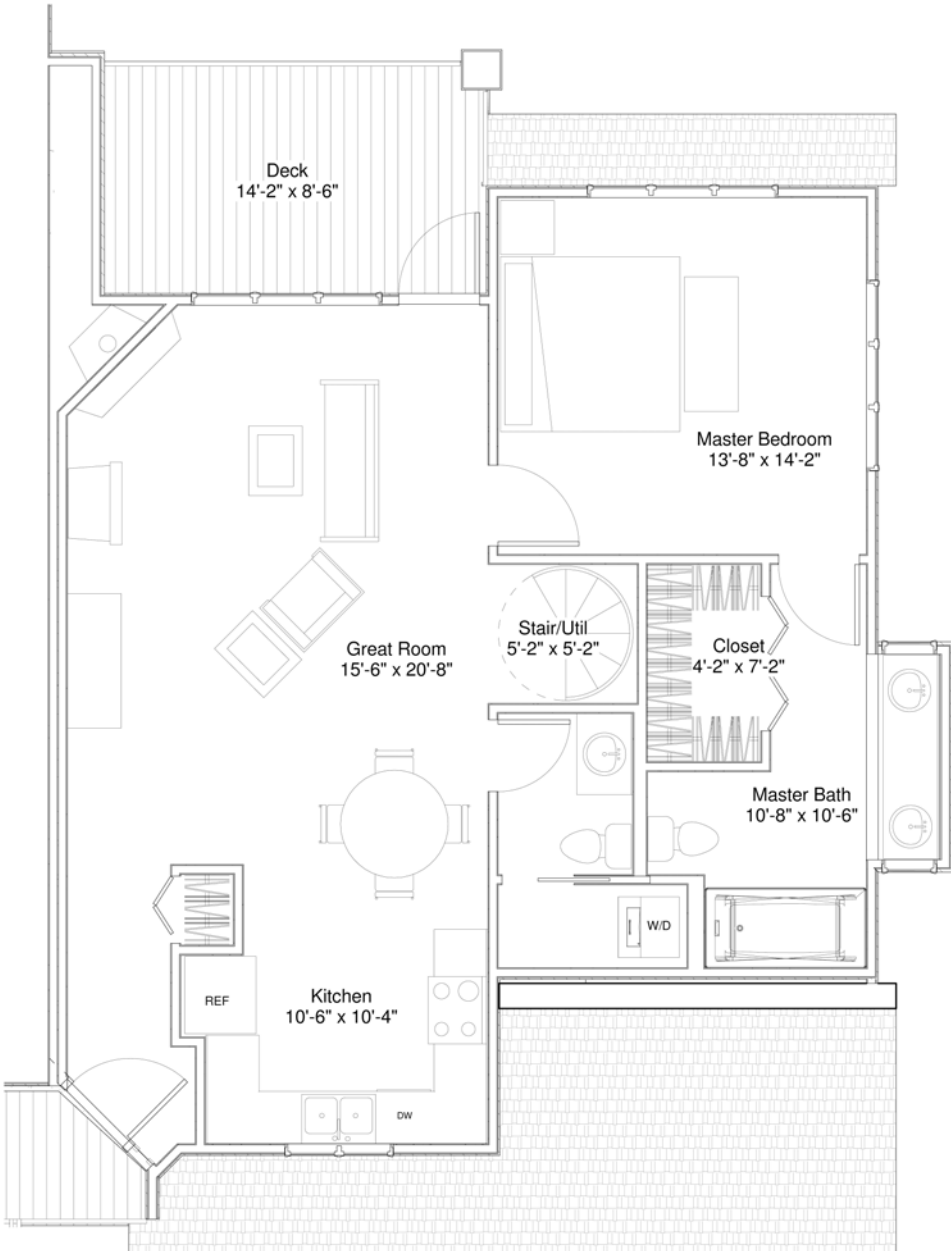 Deck
14'-2" x 8'-6"
Master Bedroom
13'-8" x 14'-2"
Stair/Util
5'-2" x 5'-2"
Closet
4'-2" x 7'-2"
Great Room
15'-6" x 20'-8"
Master Bath
10'-8" x 10'-6"
W/D
REF
Kitchen
10'-6" x 10'-4"
DW